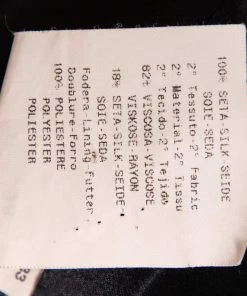 100% SETA-SILK SEIDE
SOIE-SEDA
2° Tessuto-2° Fabric
2° Material-2° Tissu
2° Tecido-2° Tejido
82% VISCOSA-VISCOSE
VISKOSE-RAYON
18% SETA-SILK-SEIDE
SOIE-SEDA
Fodera-Lining Futter
Doublure-Forro
100% POLIESTERE
POLYESTER
POLIESTER